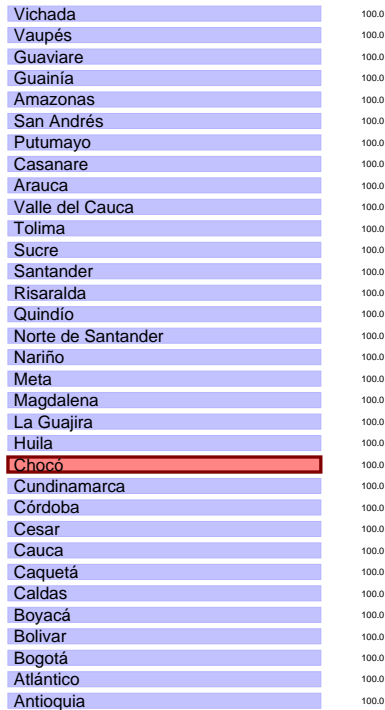 Vichada 100.0
Vaupés 100.0
Guaviare 100.0
Guainía 100.0
Amazonas 100.0
San Andrés 100.0
Putumayo 100.0
Casanare 100.0
Arauca 100.0
Valle del Cauca 100.0
Tolima 100.0
Sucre 100.0
Santander 100.0
Risaralda 100.0
Quindío 100.0
Norte de Santander 100.0
Nariño 100.0
Meta 100.0
Magdalena 100.0
La Guajira 100.0
Huila 100.0
Chocó 100.0
Cundinamarca 100.0
Córdoba 100.0
Cesar 100.0
Cauca 100.0
Caquetá 100.0
Caldas 100.0
Boyacá 100.0
Bolivar 100.0
Bogotá 100.0
Atlántico 100.0
Antioquia 100.0